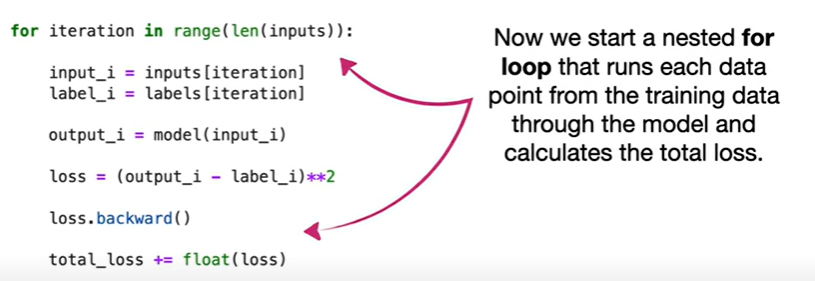 for iteration in range(len(inputs)):
input_i = inputs[iteration]
label_i = labels[iteration]
output_i = model(input_i)
loss = (output_i - label_i)**2
loss.backward()
total_loss += float(loss)
Now we start a nested for
loop that runs each data
point from the training data
through the model and
calculates the total loss.